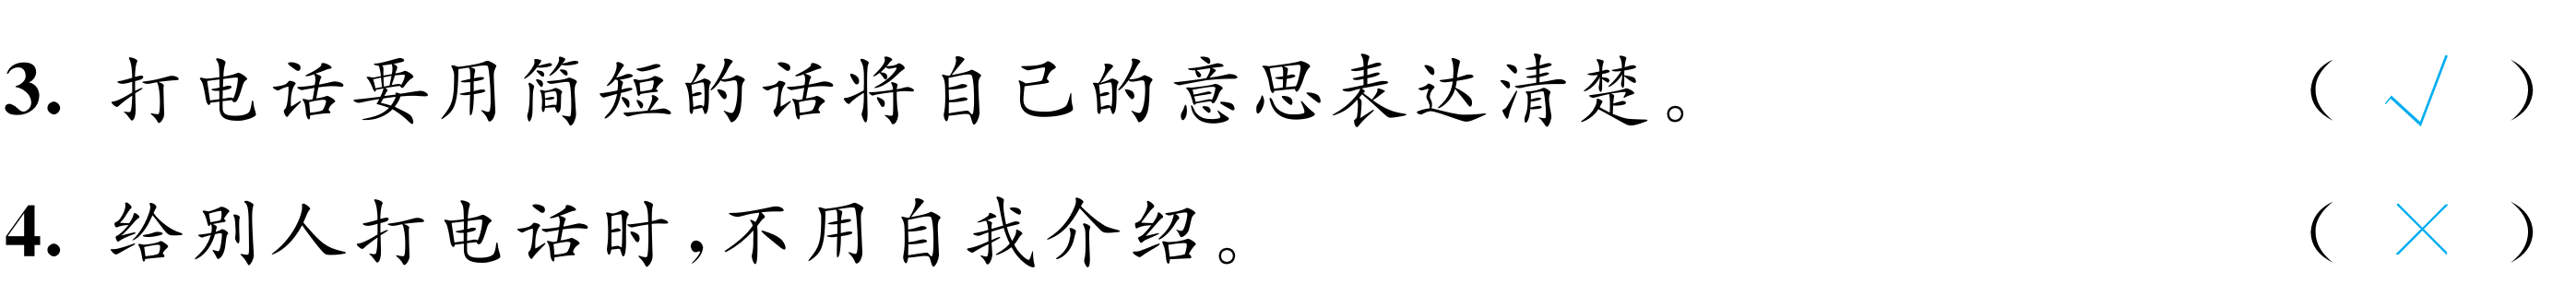 3. 打电话要用简短的话将自己的意思表达清楚。 ( √ )
4. 给别人打电话时,不用自我介绍。 ( × )